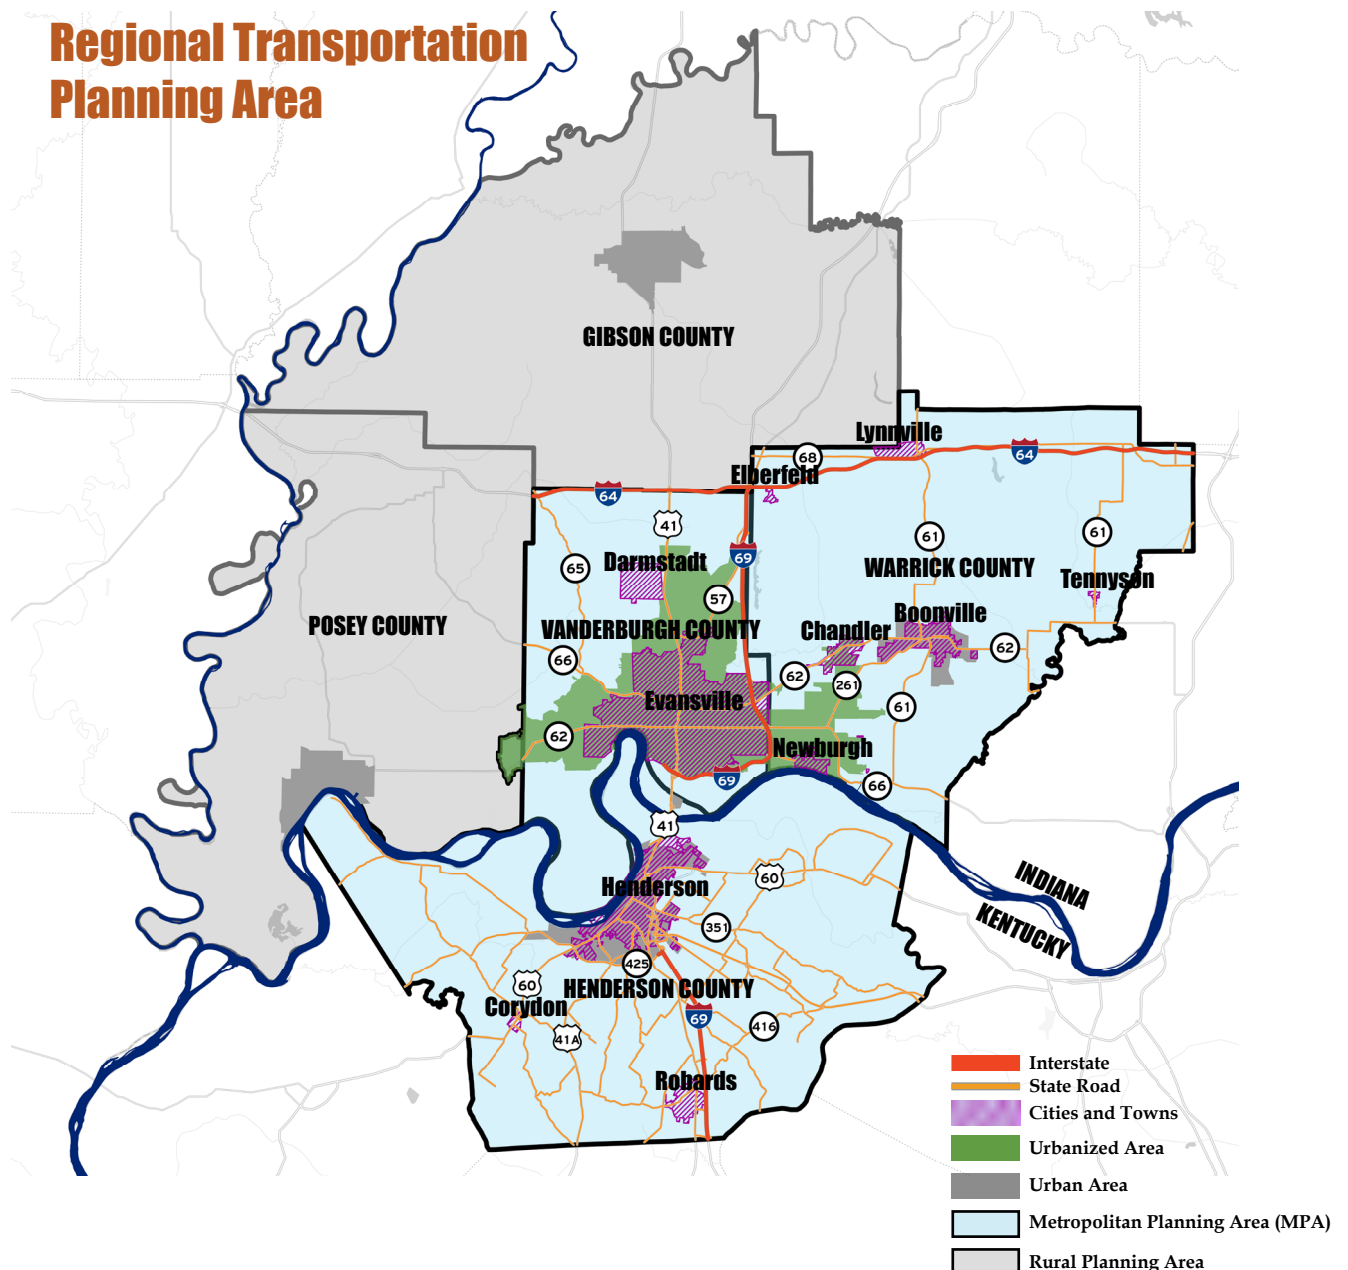 Regional Transportation
Planning Area
GIBSON COUNTY
Lynnville
68
64
Elberfeld
64
41
61
61
69
Darmstadt
65
WARRICK COUNTY
Tennyson
57
Boonville
POSEY COUNTY
VANDERBURGH COUNTY
Chandler
62
66
62
261
Evansville
61
62
Newburgh
69
66
41
INDIANA
60
Henderson
KENTUCKY
351
425
60
HENDERSON COUNTY
Corydon
69
416
41A
Robards
Interstate
State Road
Cities and Towns
Urbanized Area
Urban Area
Metropolitan Planning Area (MPA)
Rural Planning Area